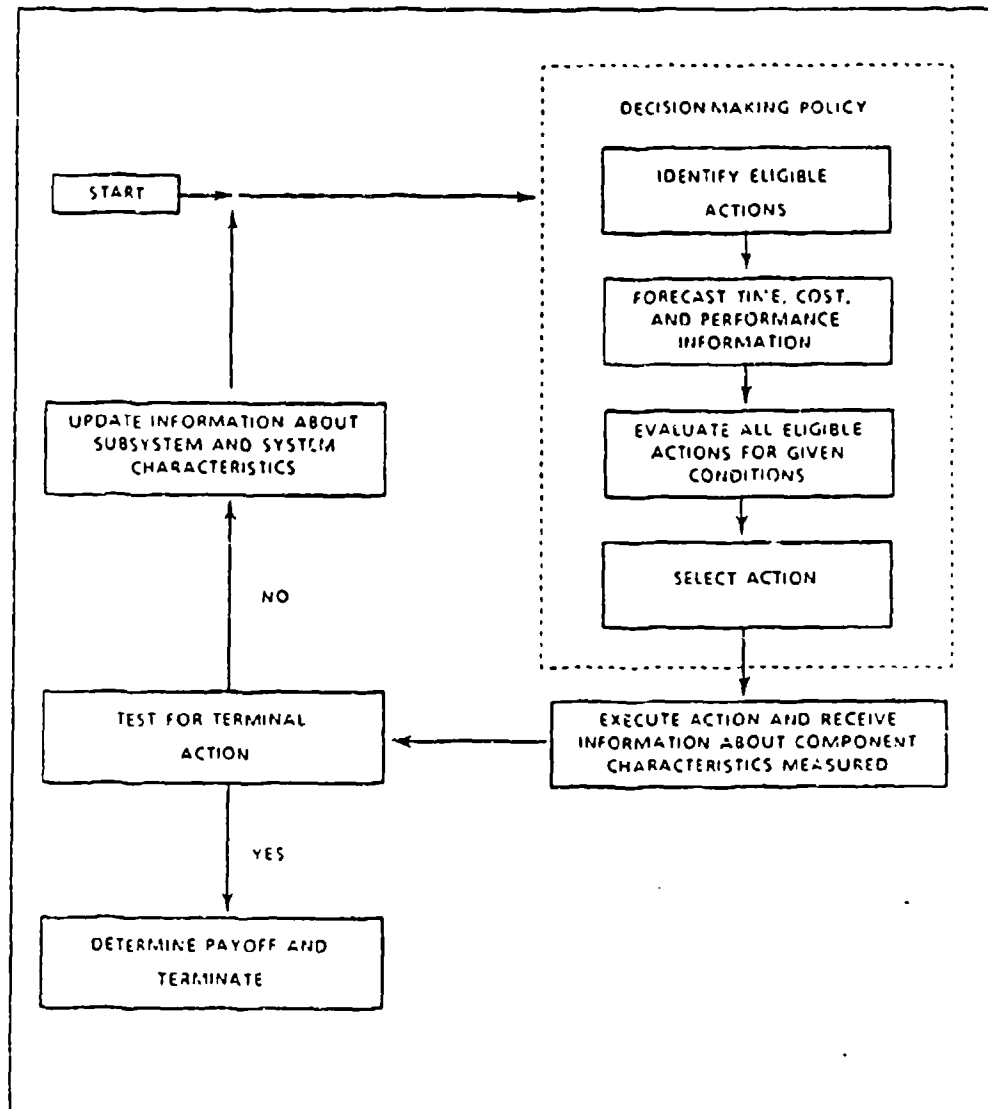 DECISION MAKING POLICY
START
IDENTIFY ELIGIBLE
ACTIONS
FORECAST TIME, COST,
AND PERFORMANCE
INFORMATION
UPDATE INFORMATION ABOUT
SUBSYSTEM AND SYSTEM
CHARACTERISTICS
EVALUATE ALL ELIGIBLE
ACTIONS FOR GIVEN
CONDITIONS
SELECT ACTION
NO
TEST FOR TERMINAL
ACTION
EXECUTE ACTION AND RECEIVE
INFORMATION ABOUT COMPONENT
CHARACTERISTICS MEASURED
YES
DETERMINE PAYOFF AND
TERMINATE